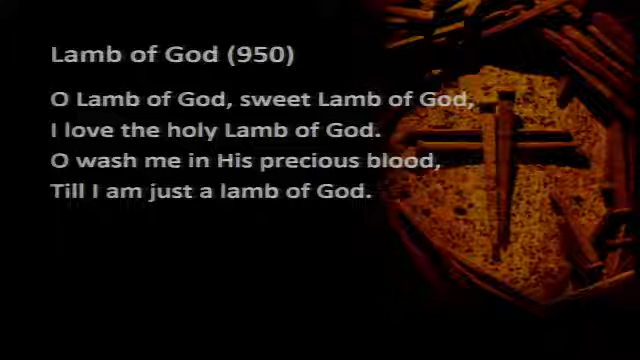 Lamb of God (950)
O Lamb of God, sweet Lamb of God,
I love the holy Lamb of God.
O wash me in His precious blood,
Till I am just a lamb of God.